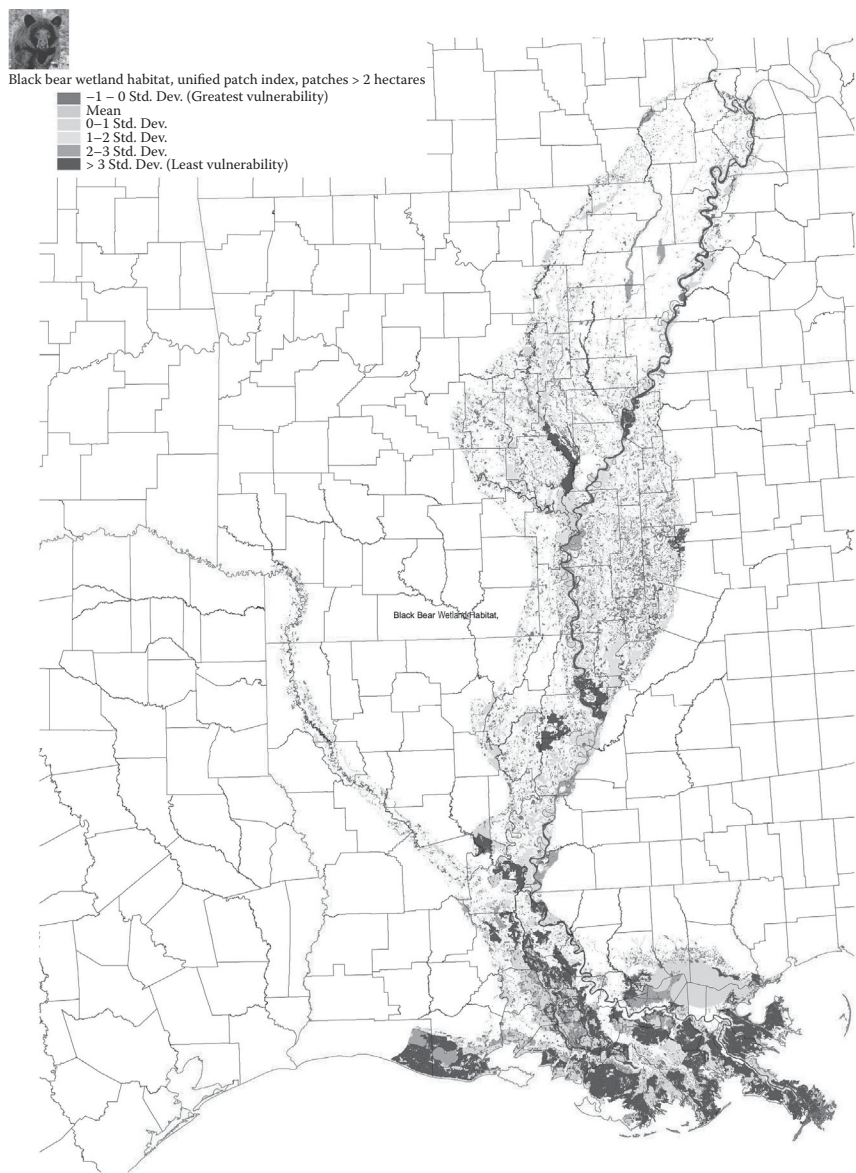 Black bear wetland habitat, unified patch index, patches > 2 hectares
–1 – 0 Std. Dev. (Greatest vulnerability)
Mean
0–1 Std. Dev.
1–2 Std. Dev.
2–3 Std. Dev.
> 3 Std. Dev. (Least vulnerability)
Black Bear Wetland Habitat,